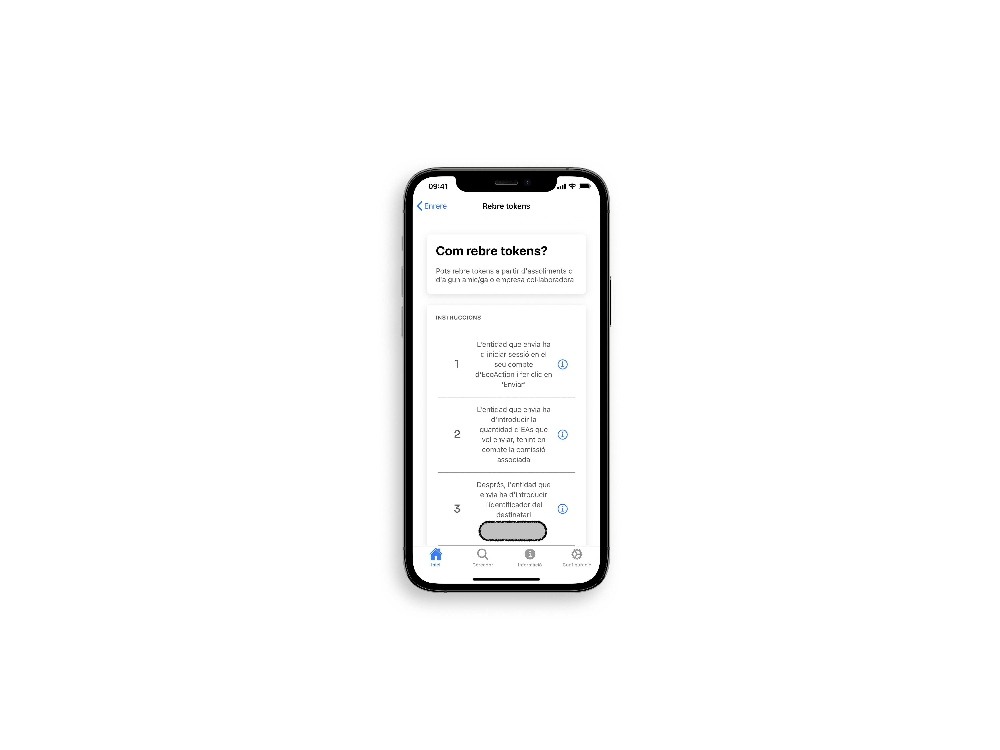 09:41
Enrere
Rebre tokens
Com rebre tokens?
Pots rebre tokens a partir d'assoliments o
d'algun amic/ga o empresa col·laboradora
INSTRUCCIONS
1
L'entidad que envia ha
d'iniciar sessió en el
seu compte
d'EcoAction i fer clic en
'Enviar'
2
L'entidad que envia ha
d'introducir la
quantidad d'EAs que
vol enviar, tenint en
compte la comissió
associada
3
Després, l'entidad que
envia ha d'introducir
l'identificador del
destinatari
Inici
Cercador
Informació
Configuració